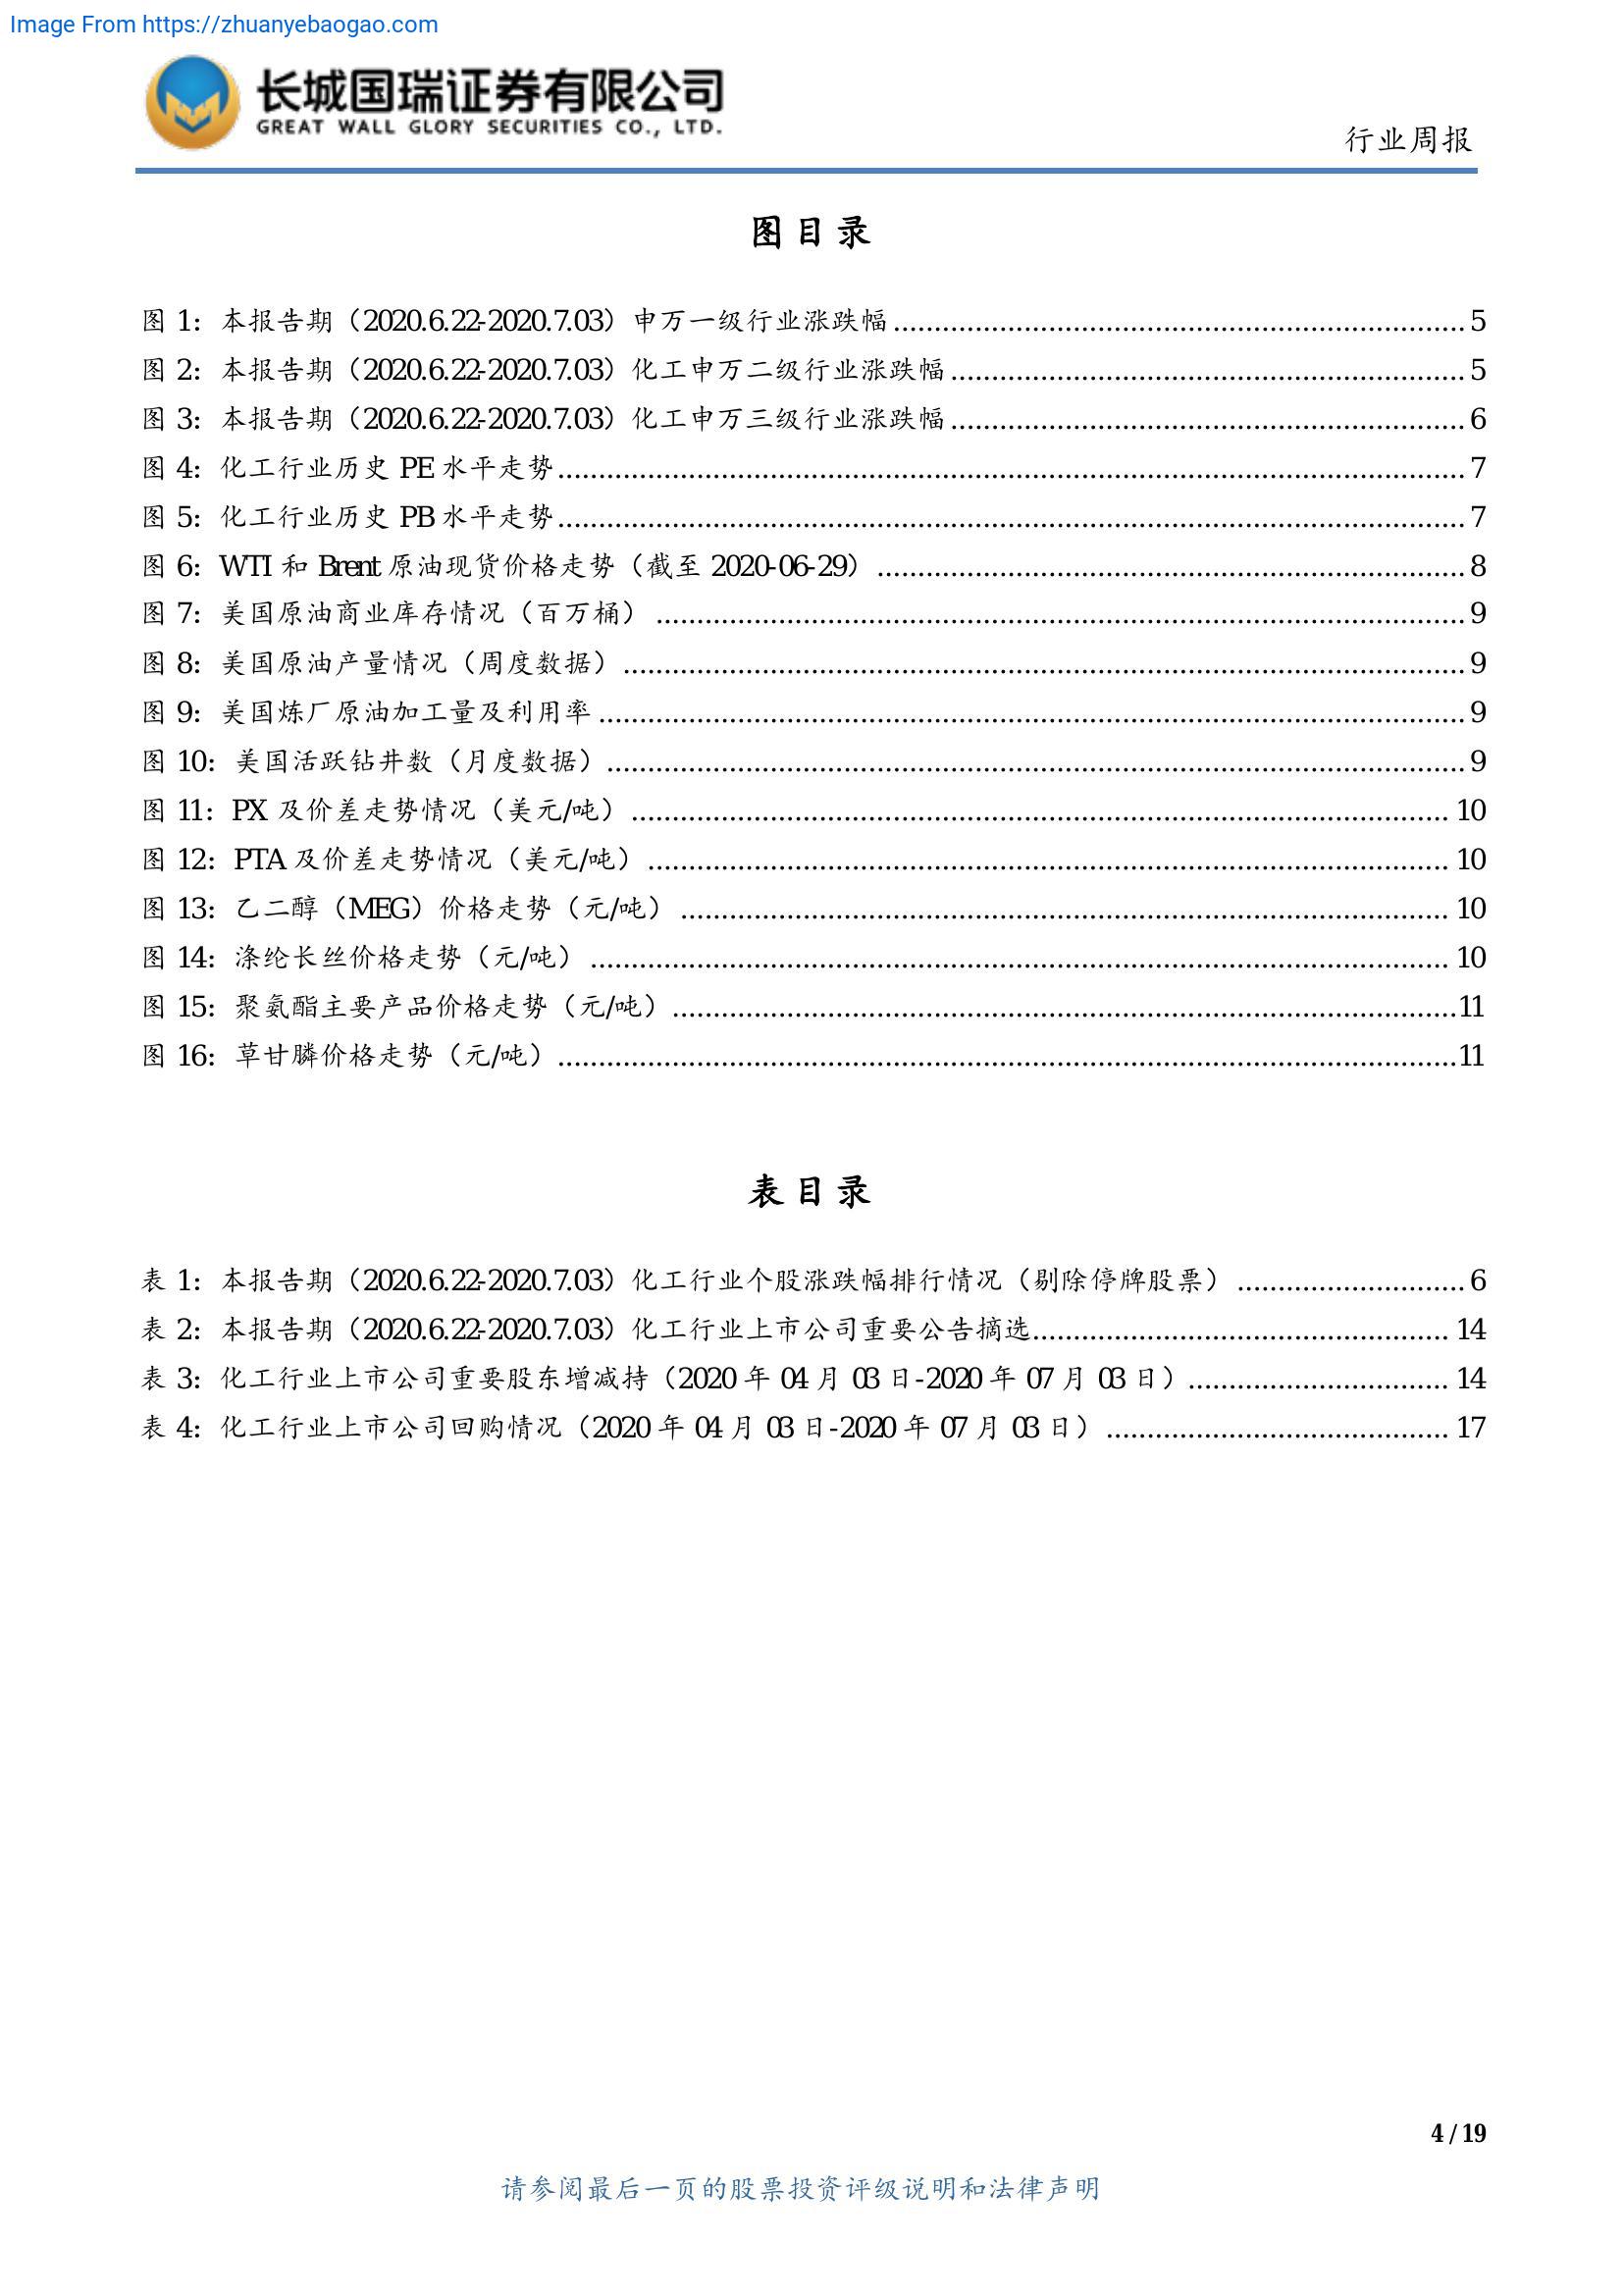 Image From https://zhuanyebaogao.com
长城国瑞证券有限公司
GREAT WALL GLORY SECURITIES CO., LTD.
行业周报
图目录
图 1：本报告期（2020.6.22-2020.7.03）申万一级行业涨跌幅 5
图 2：本报告期（2020.6.22-2020.7.03）化工申万二级行业涨跌幅 5
图 3：本报告期（2020.6.22-2020.7.03）化工申万三级行业涨跌幅 6
图 4：化工行业历史 PE 水平走势 7
图 5：化工行业历史 PB 水平走势 7
图 6：WTI 和 Brent 原油现货价格走势（截至 2020-06-29） 8
图 7：美国原油商业库存情况（百万桶） 9
图 8：美国原油产量情况（周度数据） 9
图 9：美国炼厂原油加工量及利用率 9
图 10：美国活跃钻井数（月度数据） 9
图 11：PX 及价差走势情况（美元/吨） 10
图 12：PTA 及价差走势情况（美元/吨） 10
图 13：乙二醇（MEG）价格走势（元/吨） 10
图 14：涤纶长丝价格走势（元/吨） 10
图 15：聚氨酯主要产品价格走势（元/吨） 11
图 16：草甘膦价格走势（元/吨） 11
表目录
表 1：本报告期（2020.6.22-2020.7.03）化工行业个股涨跌幅排行情况（剔除停牌股票） 6
表 2：本报告期（2020.6.22-2020.7.03）化工行业上市公司重要公告摘选 14
表 3：化工行业上市公司重要股东增减持（2020 年 04 月 03 日-2020 年 07 月 03 日） 14
表 4：化工行业上市公司回购情况（2020 年 04 月 03 日-2020 年 07 月 03 日） 17
4 / 19
请参阅最后一页的股票投资评级说明和法律声明